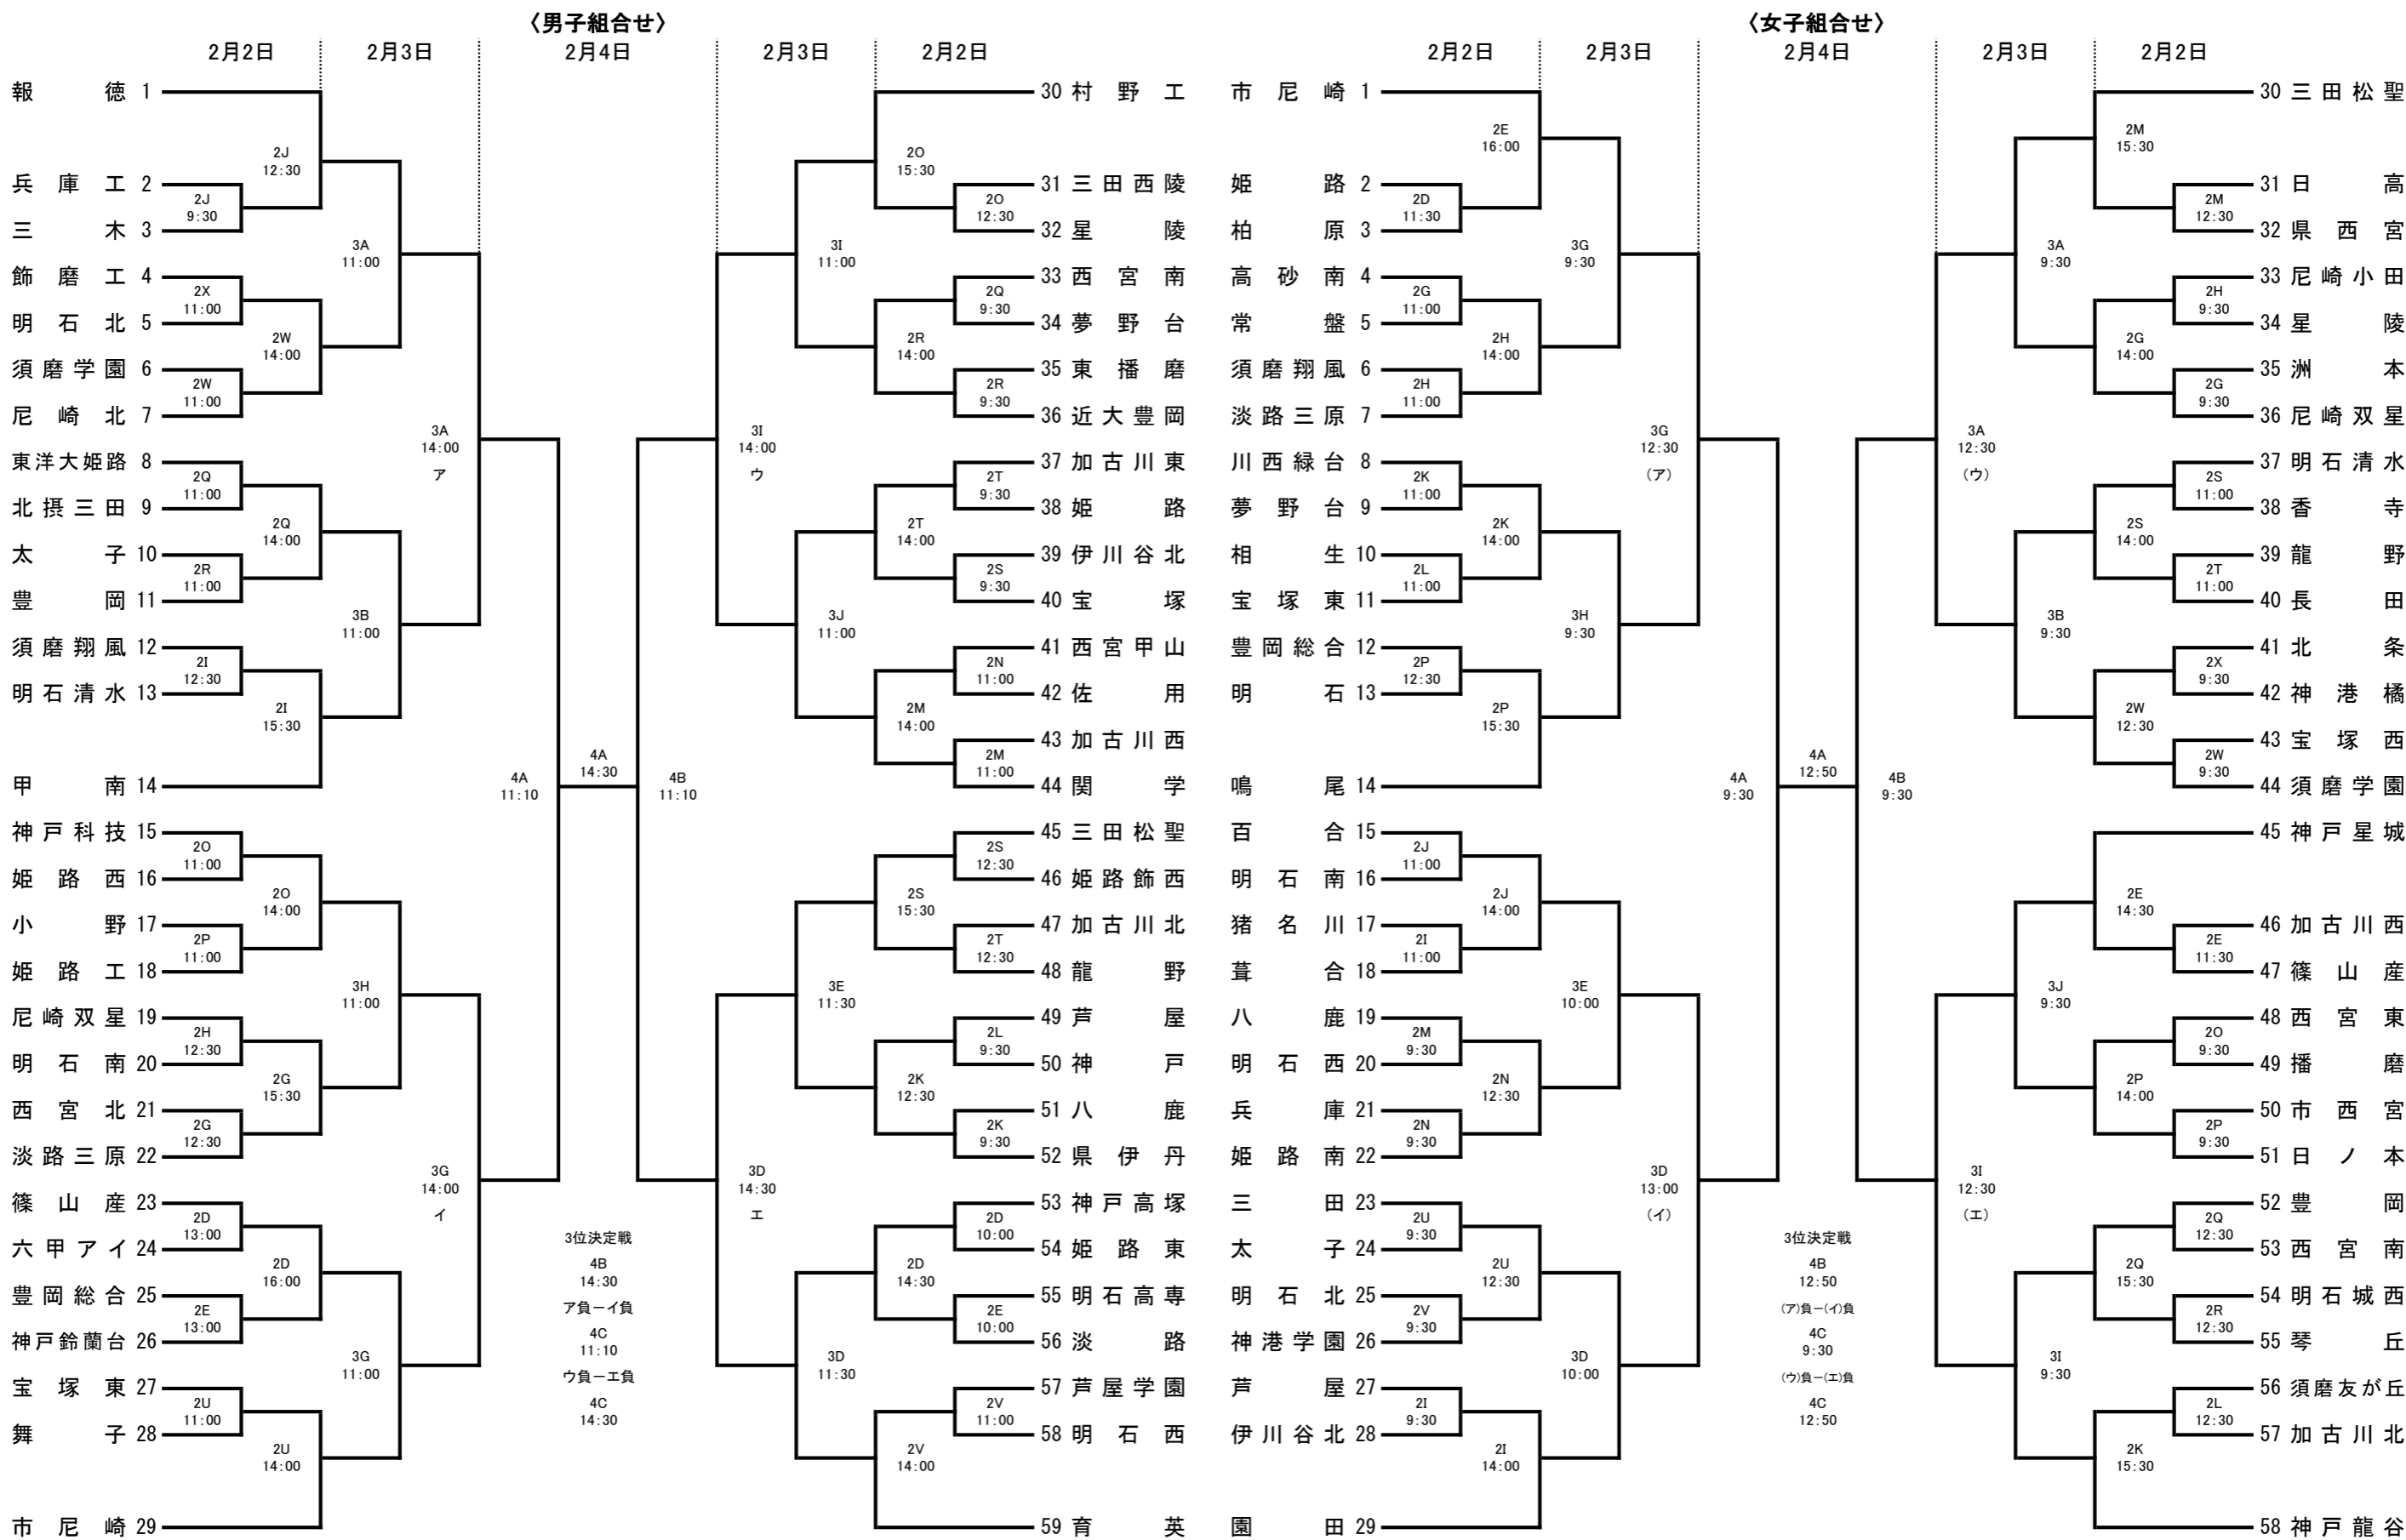 〈男子組合せ〉 〈女子組合せ〉
2月2日 2月3日 2月4日 2月3日 2月2日 2月2日 2月3日 2月4日 2月3日 2月2日
報徳 1 30 村野工 市尼崎 1 30 三田松聖
2E 16:00
2M 15:30
2J 12:30
2O 15:30
兵庫工 2 31 三田西陵 姫路 2 31 日高
2J 9:30
2O 12:30
2D 11:30
2M 12:30
三木 3 32 星陵 柏原 3 32 県西宮
3A 11:00
3I 11:00
3G 9:30
3A 9:30
飾磨工 4 33 西宮南 高砂南 4 33 尼崎小田
2X 11:00
2Q 9:30
2G 11:00
2H 9:30
明石北 5 34 夢野台 常盤 5 34 星陵
2W 14:00
2R 14:00
2H 14:00
2G 14:00
須磨学園 6 35 東播磨 須磨翔風 6 35 洲本
2W 11:00
2R 9:30
2H 11:00
2G 9:30
尼崎北 7 36 近大豊岡 淡路三原 7 36 尼崎双星
3A 14:00 ア
3I 14:00 ウ
3G 12:30 (ア)
3A 12:30 (ウ)
東洋大姫路 8 37 加古川東 川西緑台 8 37 明石清水
2Q 11:00
2T 9:30
2K 11:00
2S 11:00
北摂三田 9 38 姫路 夢野台 9 38 香寺
2Q 14:00
2T 14:00
2K 14:00
2S 14:00
太子 10 39 伊川谷北 相生 10 39 龍野
2R 11:00
2S 9:30
2L 11:00
2T 11:00
豊岡 11 40 宝塚 宝塚東 11 40 長田
3B 11:00
3J 11:00
3H 9:30
3B 9:30
須磨翔風 12 41 西宮甲山 豊岡総合 12 41 北条
2I 12:30
2N 11:00
2P 12:30
2X 9:30
明石清水 13 42 佐用 明石 13 42 神港橘
2I 15:30
2M 14:00
2P 15:30
2W 12:30
43 加古川西 43 宝塚西
2M 11:00
2W 9:30
4A 14:30
4A 12:50
甲南 14 44 関学 鳴尾 14 44 須磨学園
4A 11:10
4B 11:10
4A 9:30
4B 9:30
神戸科技 15 45 三田松聖 百合 15 45 神戸星城
2O 11:00
2S 12:30
2J 11:00
姫路西 16 46 姫路飾西 明石南 16
2O 14:00
2S 15:30
2J 14:00
2E 14:30
小野 17 47 加古川北 猪名川 17 46 加古川西
2P 11:00
2T 12:30
2I 11:00
2E 11:30
姫路工 18 48 龍野 葺合 18 47 篠山産
3H 11:00
3E 11:30
3E 10:00
3J 9:30
尼崎双星 19 49 芦屋 八鹿 19 48 西宮東
2H 12:30
2L 9:30
2M 9:30
2O 9:30
明石南 20 50 神戸 明石西 20 49 播磨
2G 15:30
2K 12:30
2N 12:30
2P 14:00
西宮北 21 51 八鹿 兵庫 21 50 市西宮
2G 12:30
2K 9:30
2N 9:30
2P 9:30
淡路三原 22 52 県伊丹 姫路南 22 51 日ノ本
3G 14:00 イ
3D 14:30 エ
3D 13:00 (イ)
3I 12:30 (エ)
篠山産 23 53 神戸高塚 三田 23 52 豊岡
2D 13:00
2D 10:00
2U 9:30
2Q 12:30
六甲アイ 24 54 姫路東 太子 24 53 西宮南
2D 16:00
2D 14:30
2U 12:30
2Q 15:30
豊岡総合 25 55 明石高専 明石北 25 54 明石城西
2E 13:00
2E 10:00
2V 9:30
2R 12:30
神戸鈴蘭台 26 56 淡路 神港学園 26 55 琴丘
3G 11:00
3D 11:30
3D 10:00
3I 9:30
宝塚東 27 57 芦屋学園 芦屋 27 56 須磨友が丘
2U 11:00
2V 11:00
2I 9:30
2L 12:30
舞子 28 58 明石西 伊川谷北 28 57 加古川北
2U 14:00
2V 14:00
2I 14:00
2K 15:30
市尼崎 29 59 育英 園田 29 58 神戸龍谷
3位決定戦
4B
14:30
ア負ーイ負
4C
11:10
ウ負ーエ負
4C
14:30
3位決定戦
4B
12:50
(ア)負ー(イ)負
4C
9:30
(ウ)負ー(エ)負
4C
12:50